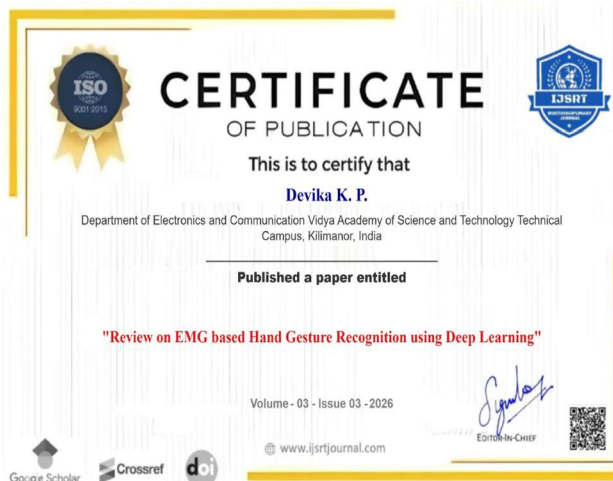 ISO
9001:2015
CERTIFICATE
OF PUBLICATION
IJSRT
MULTIDISCIPLINARY
JOURNAL
This is to certify that
Devika K. P.
Department of Electronics and Communication Vidya Academy of Science and Technology Technical
Campus, Kilimanor, India
Published a paper entitled
"Review on EMG based Hand Gesture Recognition using Deep Learning"
Volume - 03 - Issue 03 -2026
EDITOR-IN-CHIEF
www.ijsrtjournal.com
Google Scholar
Crossref
doi